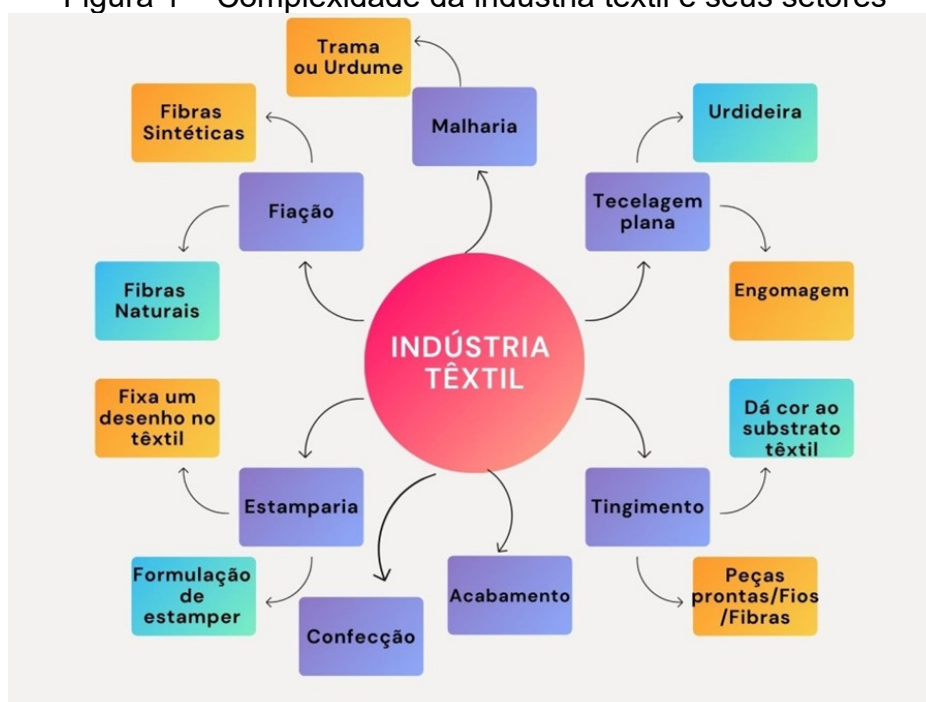 Figura 1 – Complexidade da indústria têxtil e seus setores
Trama
ou Urdume
Malharia
Fibras
Sintéticas
Fiação
Fibras
Naturais
Urdideira
Tecelagem
plana
Engomagem
INDÚSTRIA
TÊXTIL
Fixa um
desenho no
têxtil
Estamparia
Formulação
de
estamper
Confecção
Acabamento
Tingimento
Dá cor ao
substrato
têxtil
Peças
prontas/Fios
/Fibras